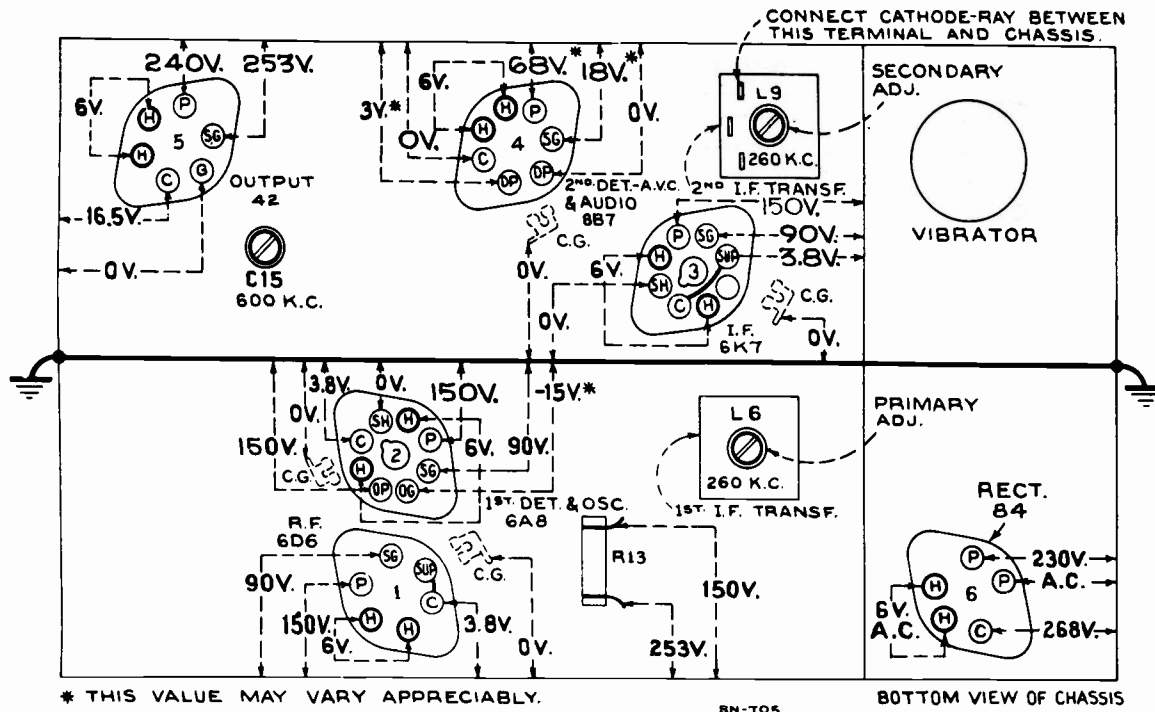 CONNECT CATHODE-RAY BETWEEN
THIS TERMINAL AND CHASSIS.
240V.
253V.
6V.
H
P
5
SG
H
C
G
16.5V.
0V.
OUTPUT
42
C15
600 K.C.
3V.*
0V.
6V.
68V.*
18V.*
0V.
H
P
H
4
SG
C
DP
DP
2ND DET.-A.V.C.
& AUDIO
6B7
C.G.
0V.
L9
260 K.C.
SECONDARY
ADJ.
2ND I.F. TRANSF.
150V.
90V.
3.8V.
P
SG
H
3
SUP
SH
C
H
6V.
0V.
I.F.
6K7
C.G.
0V.
VIBRATOR
3.8V.
0V.
150V.
-15V.*
0V.
150V.
6V.
90V.
SH
H
C
2
P
H
SG
OP
OG
C.G.
1ST. DET. & OSC.
6A8
L6
260 K.C.
PRIMARY
ADJ.
1ST. I.F. TRANSF.
R.F.
6D6
SG
SUP
P
1
C
H
H
C.G.
90V.
150V.
6V.
3.8V.
0V.
R13
150V.
253V.
RECT.
84
P
P
H
6
H
C
230V.
A.C.
6V.
A.C.
268V.
* THIS VALUE MAY VARY APPRECIABLY.
RN-705
BOTTOM VIEW OF CHASSIS